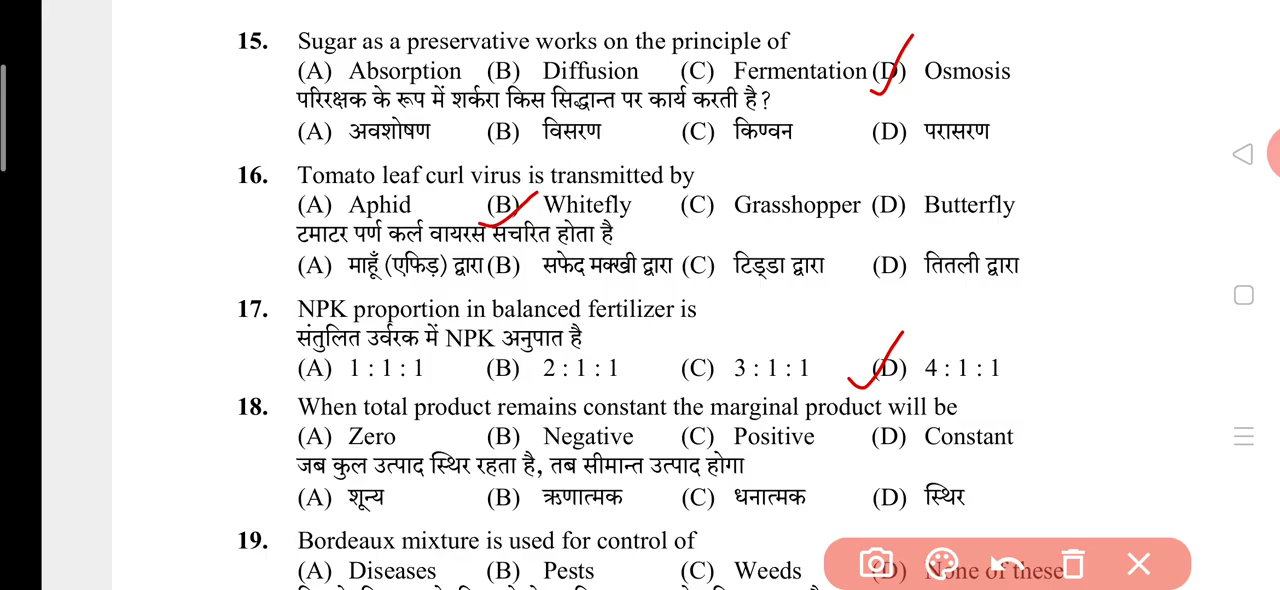 15. Sugar as a preservative works on the principle of
(A) Absorption (B) Diffusion (C) Fermentation (D) Osmosis
परिरक्षक के रूप में शर्करा किस सिद्धान्त पर कार्य करती है ?
(A) अवशोषण (B) विसरण (C) किण्वन (D) परासरण
16. Tomato leaf curl virus is transmitted by
(A) Aphid (B) Whitefly (C) Grasshopper (D) Butterfly
टमाटर पर्ण कर्ल वायरस संचरित होता है
(A) माहूँ (एफिड़) द्वारा (B) सफेद मक्खी द्वारा (C) टिड्डा द्वारा (D) तितली द्वारा
17. NPK proportion in balanced fertilizer is
संतुलित उर्वरक में NPK अनुपात है
(A) 1 : 1 : 1 (B) 2 : 1 : 1 (C) 3 : 1 : 1 (D) 4 : 1 : 1
18. When total product remains constant the marginal product will be
(A) Zero (B) Negative (C) Positive (D) Constant
जब कुल उत्पाद स्थिर रहता है, तब सीमान्त उत्पाद होगा
(A) शून्य (B) ऋणात्मक (C) धनात्मक (D) स्थिर
19. Bordeaux mixture is used for control of
(A) Diseases (B) Pests (C) Weeds (D) None of these